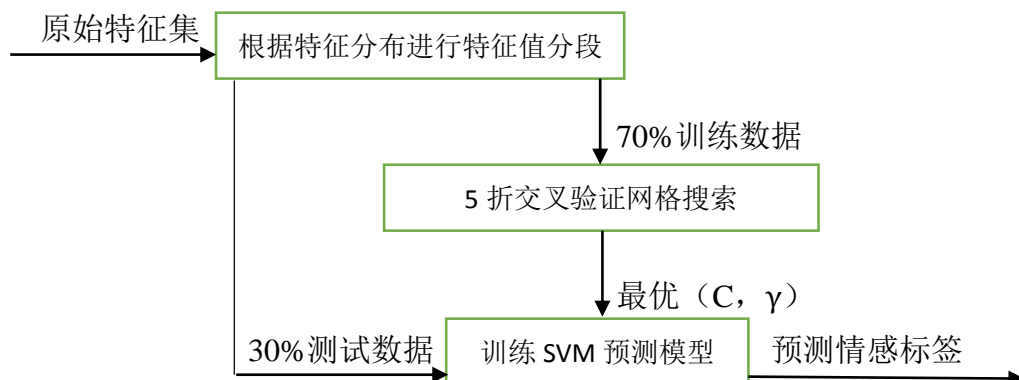 原始特征集
根据特征分布进行特征值分段
70%训练数据
5 折交叉验证网格搜索
最优（C，γ）
30%测试数据
训练 SVM 预测模型
预测情感标签